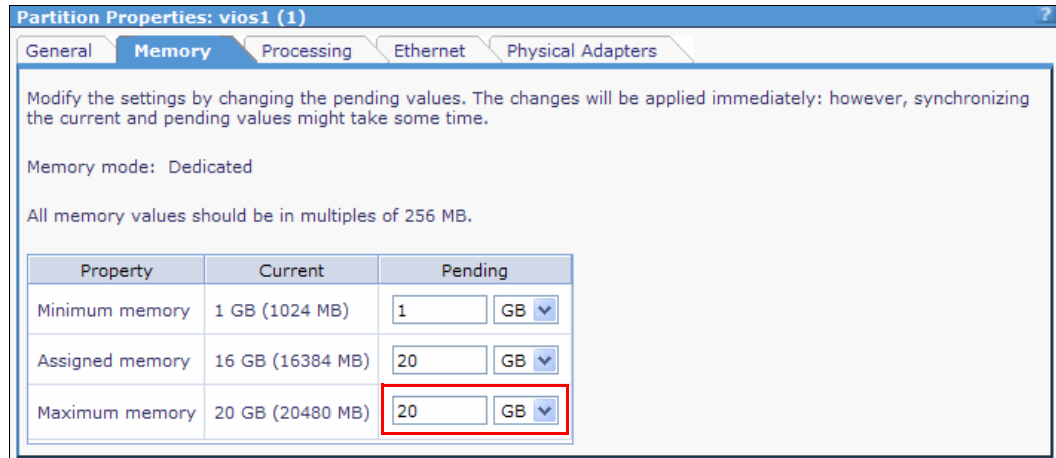 Partition Properties: vios1 (1) ?
General Memory Processing Ethernet Physical Adapters
Modify the settings by changing the pending values. The changes will be applied immediately: however, synchronizing
the current and pending values might take some time.
Memory mode: Dedicated
All memory values should be in multiples of 256 MB.
Property Current Pending
Minimum memory 1 GB (1024 MB) 1 GB
Assigned memory 16 GB (16384 MB) 20 GB
Maximum memory 20 GB (20480 MB) 20 GB